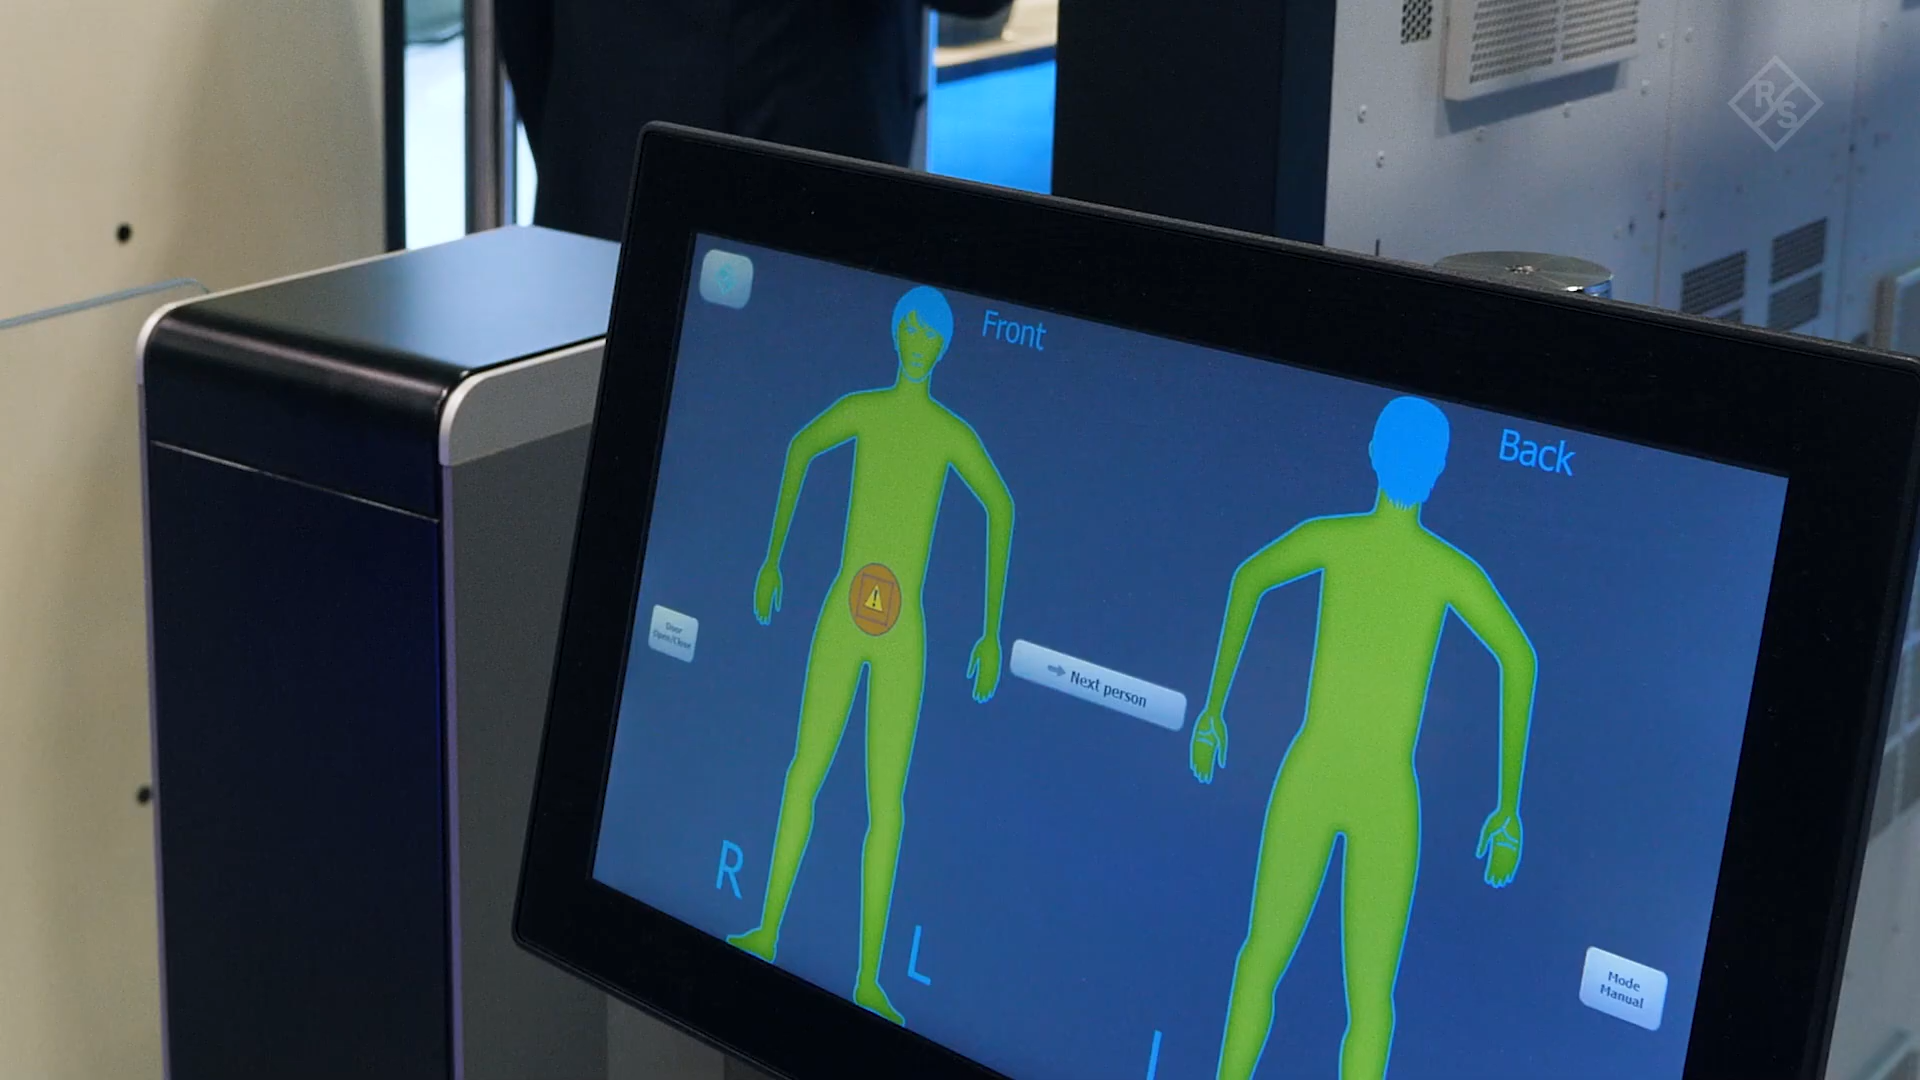 R
S
Front
Back
Door
Open/Close
Next person
R
L
Mode
Manual
L